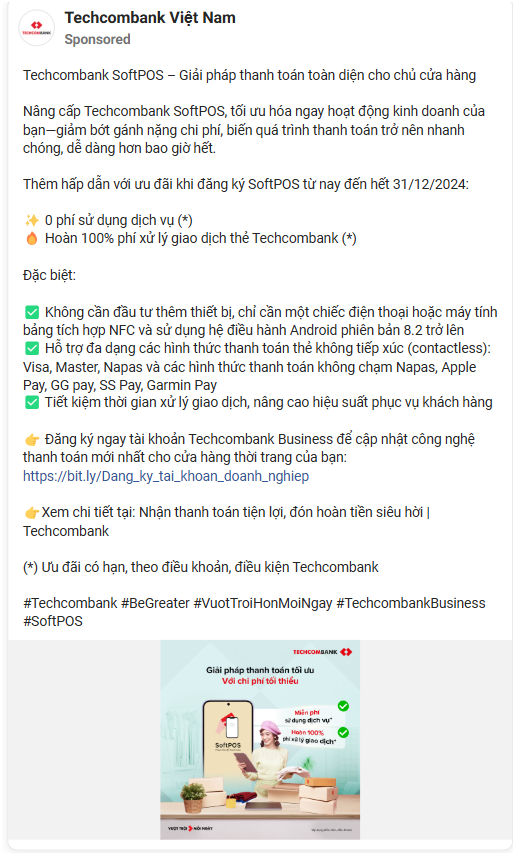 TECHCOMBANK
Techcombank Việt Nam
Sponsored
Techcombank SoftPOS – Giải pháp thanh toán toàn diện cho chủ cửa hàng
Nâng cấp Techcombank SoftPOS, tối ưu hóa ngay hoạt động kinh doanh của
bạn—giảm bớt gánh nặng chi phí, biến quá trình thanh toán trở nên nhanh
chóng, dễ dàng hơn bao giờ hết.
Thêm hấp dẫn với ưu đãi khi đăng ký SoftPOS từ nay đến hết 31/12/2024:
✨ 0 phí sử dụng dịch vụ (*)
🔥 Hoàn 100% phí xử lý giao dịch thẻ Techcombank (*)
Đặc biệt:
✅ Không cần đầu tư thêm thiết bị, chỉ cần một chiếc điện thoại hoặc máy tính
bảng tích hợp NFC và sử dụng hệ điều hành Android phiên bản 8.2 trở lên
✅ Hỗ trợ đa dạng các hình thức thanh toán thẻ không tiếp xúc (contactless):
Visa, Master, Napas và các hình thức thanh toán không chạm Napas, Apple
Pay, GG pay, SS Pay, Garmin Pay
✅ Tiết kiệm thời gian xử lý giao dịch, nâng cao hiệu suất phục vụ khách hàng
👉 Đăng ký ngay tài khoản Techcombank Business để cập nhật công nghệ
thanh toán mới nhất cho cửa hàng thời trang của bạn:
https://bit.ly/Dang_ky_tai_khoan_doanh_nghiep
👉Xem chi tiết tại: Nhận thanh toán tiện lợi, đón hoàn tiền siêu hời |
Techcombank
(*) Ưu đãi có hạn, theo điều khoản, điều kiện Techcombank
#Techcombank #BeGreater #VuotTroiHonMoiNgay #TechcombankBusiness
#SoftPOS
TECHCOMBANK
Giải pháp thanh toán tối ưu
Với chi phí tối thiểu
Miễn phí
sử dụng dịch vụ*
Hoàn 100%
phí xử lý giao dịch*
SoftPOS
VƯỢT TRỘI MỖI NGÀY